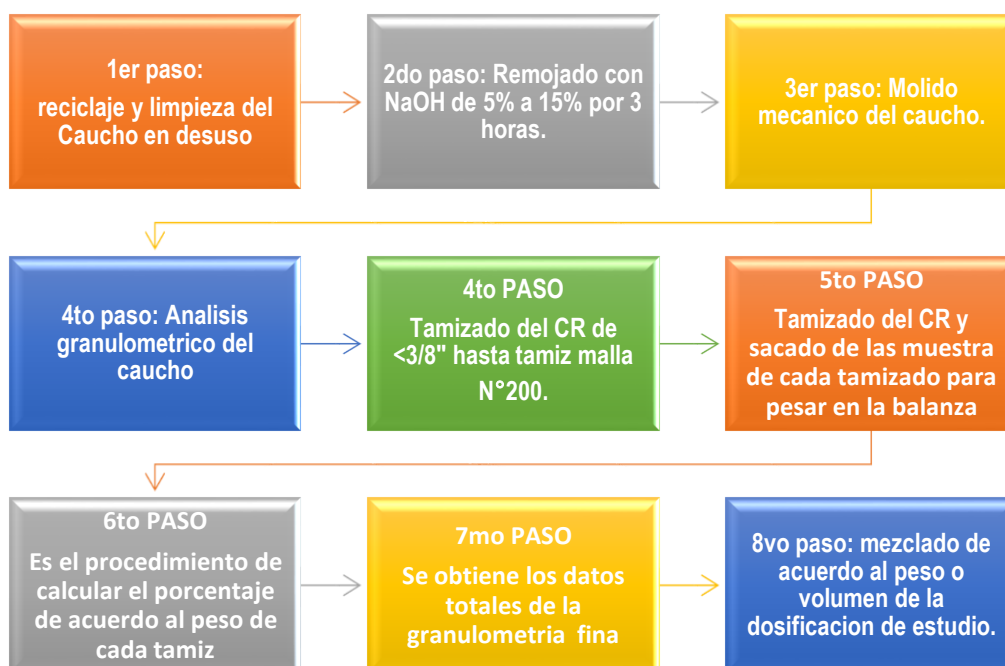 1er paso:
reciclaje y limpieza del
Caucho en desuso
2do paso: Remojado con
NaOH de 5% a 15% por 3
horas.
3er paso: Molido
mecanico del caucho.
4to paso: Analisis
granulometrico del
caucho
4to PASO
Tamizado del CR de
<3/8" hasta tamiz malla
N°200.
5to PASO
Tamizado del CR y
sacado de las muestra
de cada tamizado para
pesar en la balanza
6to PASO
Es el procedimiento de
calcular el porcentaje
de acuerdo al peso de
cada tamiz
7mo PASO
Se obtiene los datos
totales de la
granulometria fina
8vo paso: mezclado de
acuerdo al peso o
volumen de la
dosificacion de estudio.